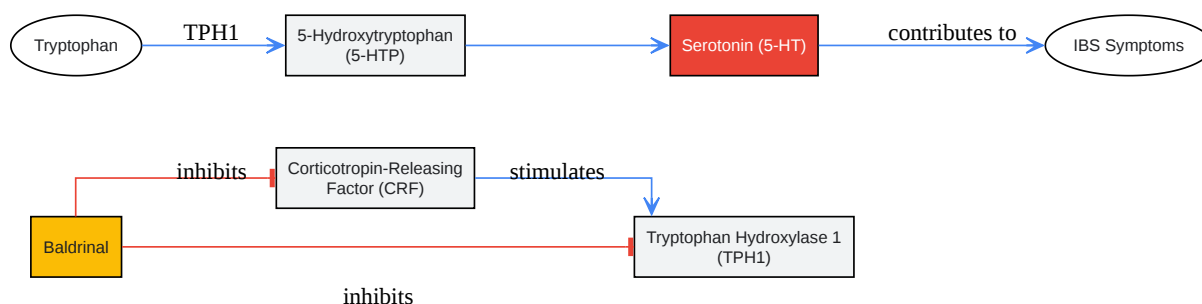 Tryptophan
TPH1
5-Hydroxytryptophan
(5-HTP)
Serotonin (5-HT)
contributes to
IBS Symptoms
inhibits
Corticotropin-Releasing
Factor (CRF)
stimulates
Baldrinal
Tryptophan Hydroxylase 1
(TPH1)
inhibits